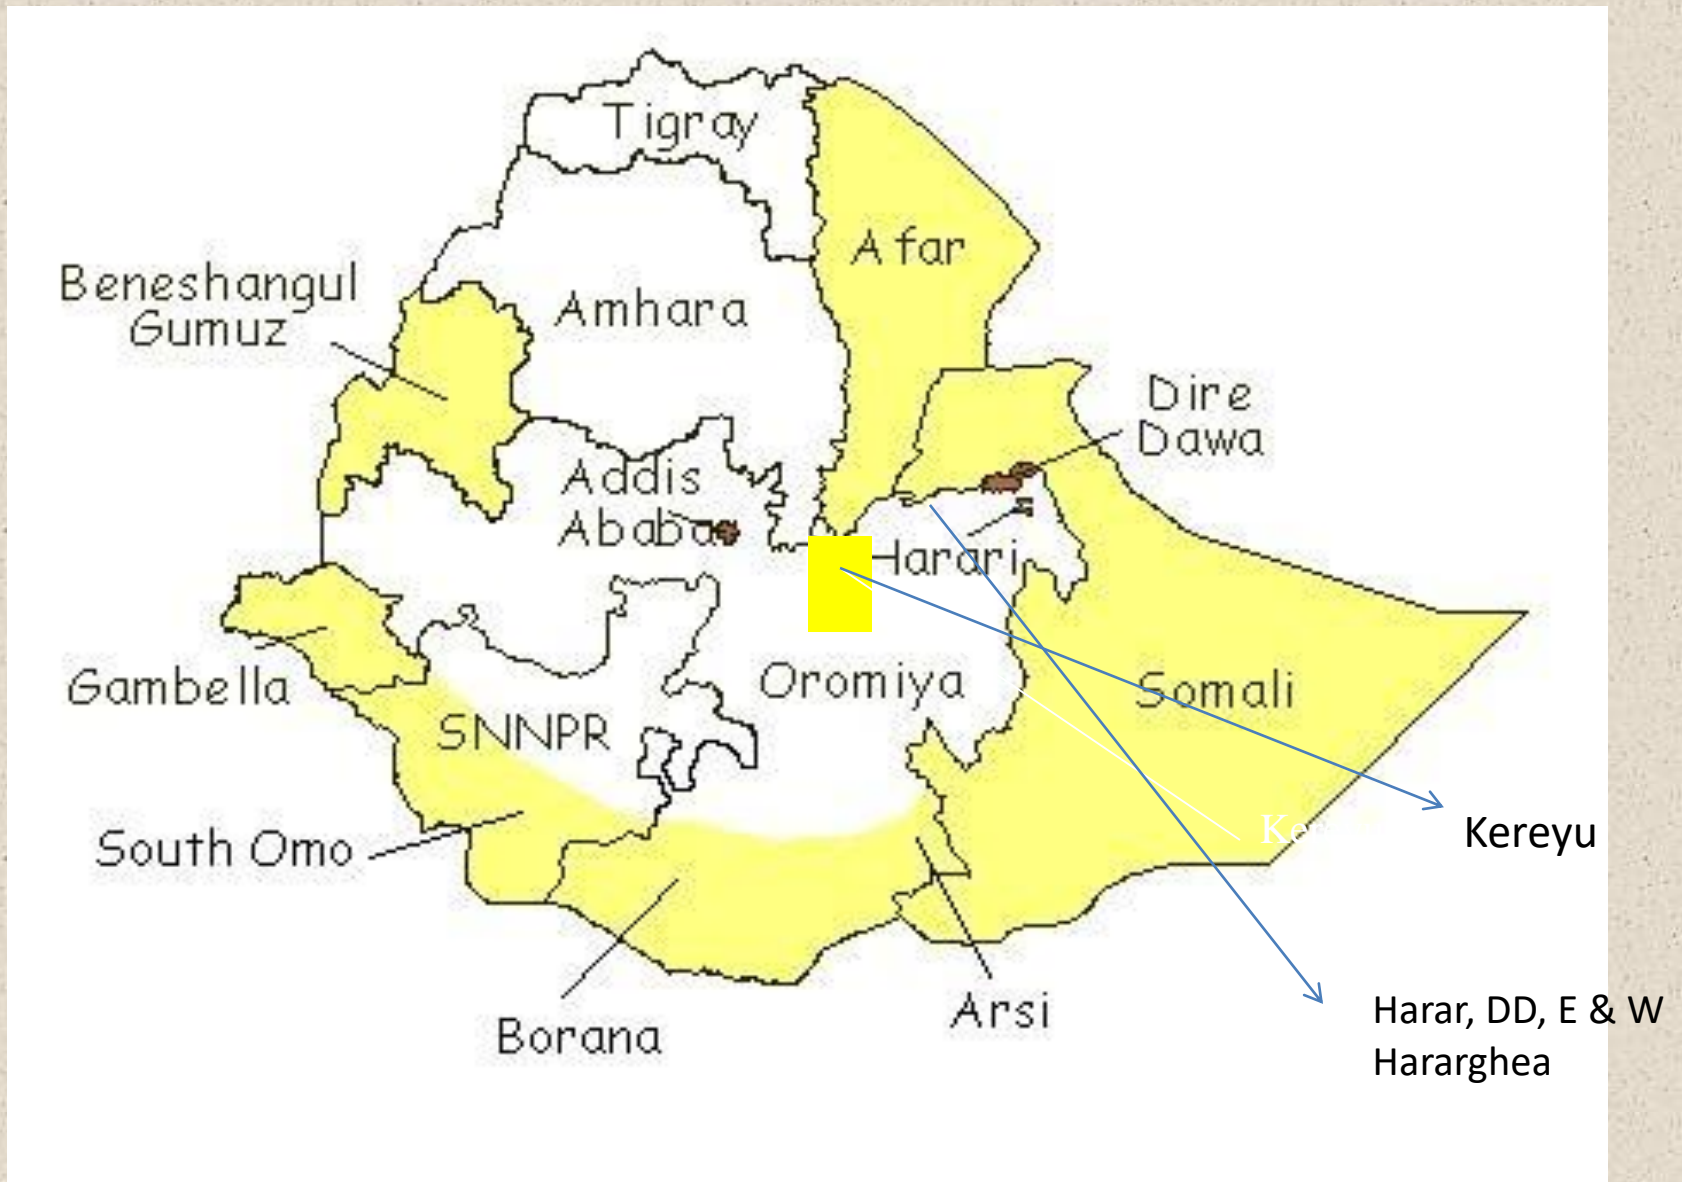 Tigray
Afar
Beneshangul
Gumuz
Amhara
Dire
Dawa
Addis
Ababa
Harari
Gambella
Oromiya
Somali
SNNPR
South Omo
Kereyu
Borana
Arsi
Harar, DD, E & W
Hararghea